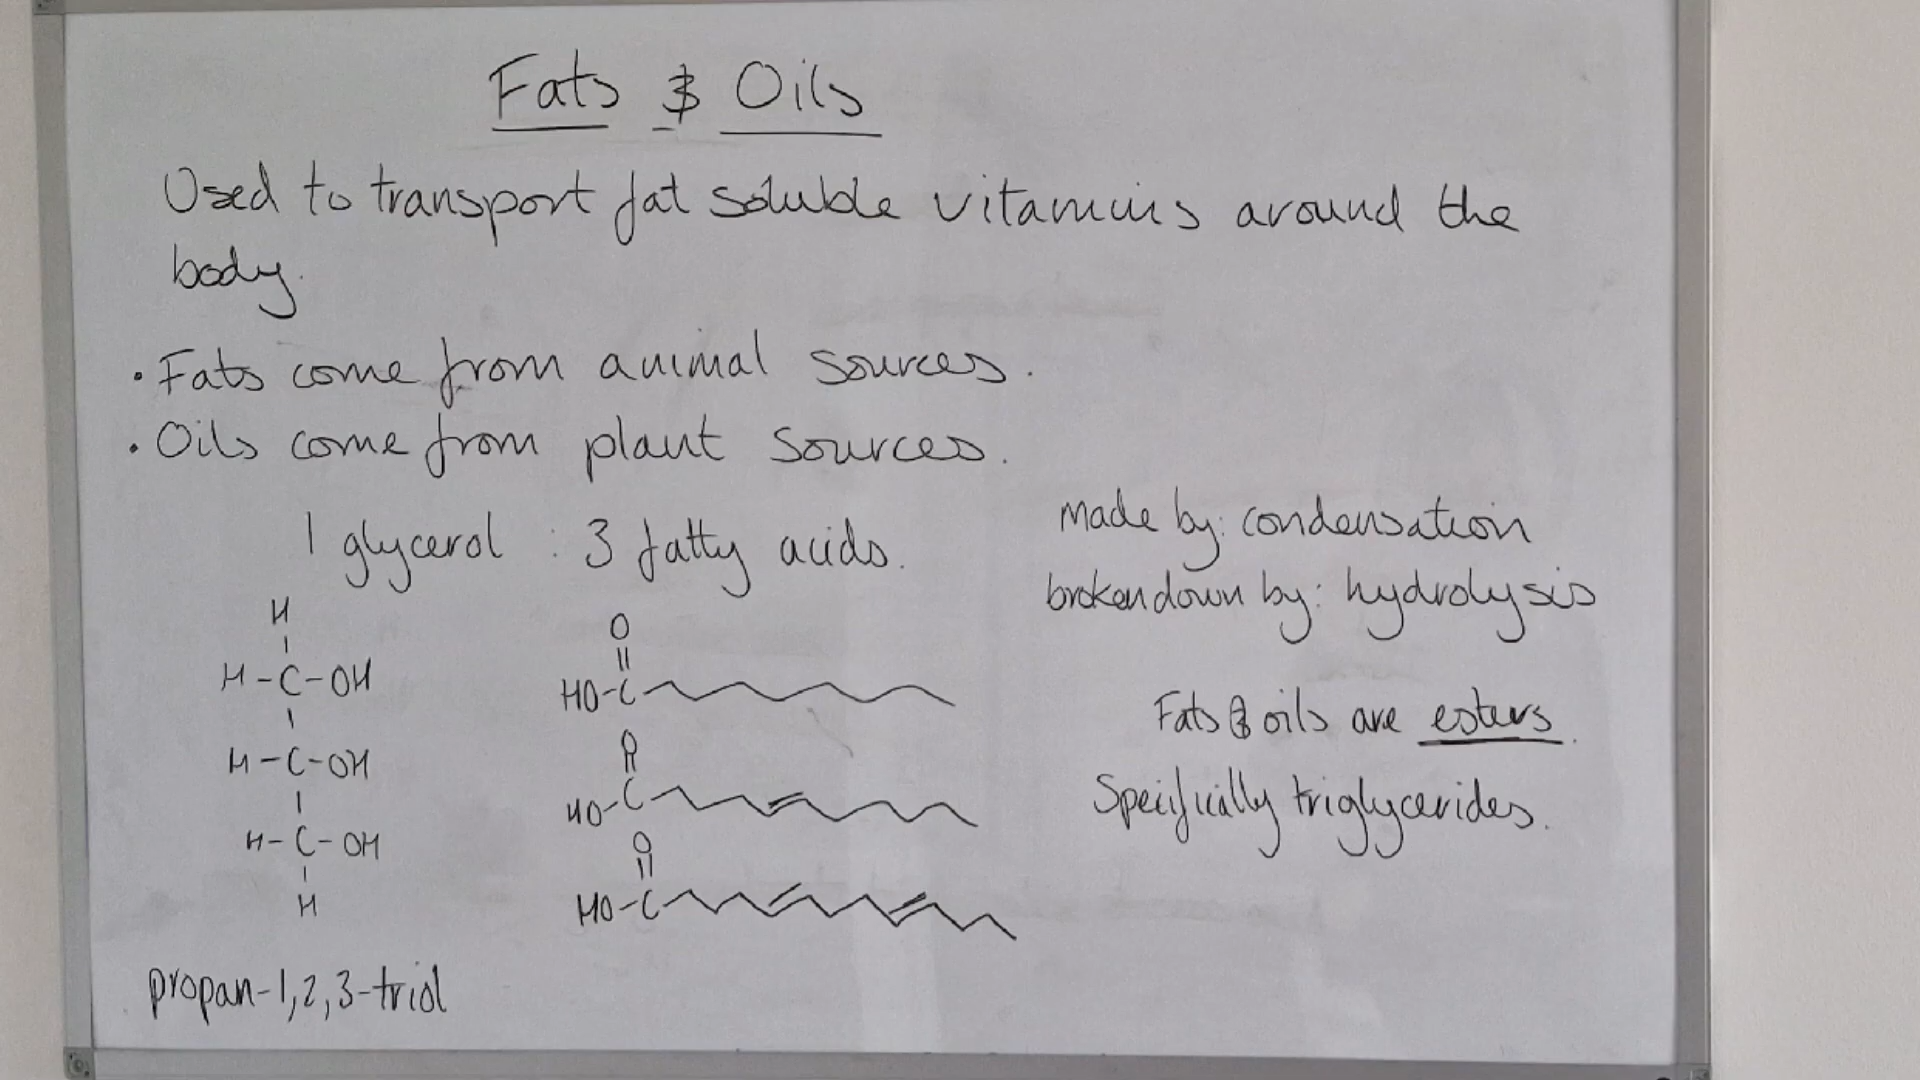 Fats & Oils
Used to transport fat soluble vitamins around the
body.
• Fats come from animal sources.
• Oils come from plant sources.
1 glycerol : 3 fatty acids.
made by: condensation
broken down by: hydrolysis
H
H-C-OH
H-C-OH
H-C-OH
H
O
HO-C
O
HO-C
O
HO-C
Fats & oils are esters.
Specifically triglycerides.
propan-1,2,3-triol